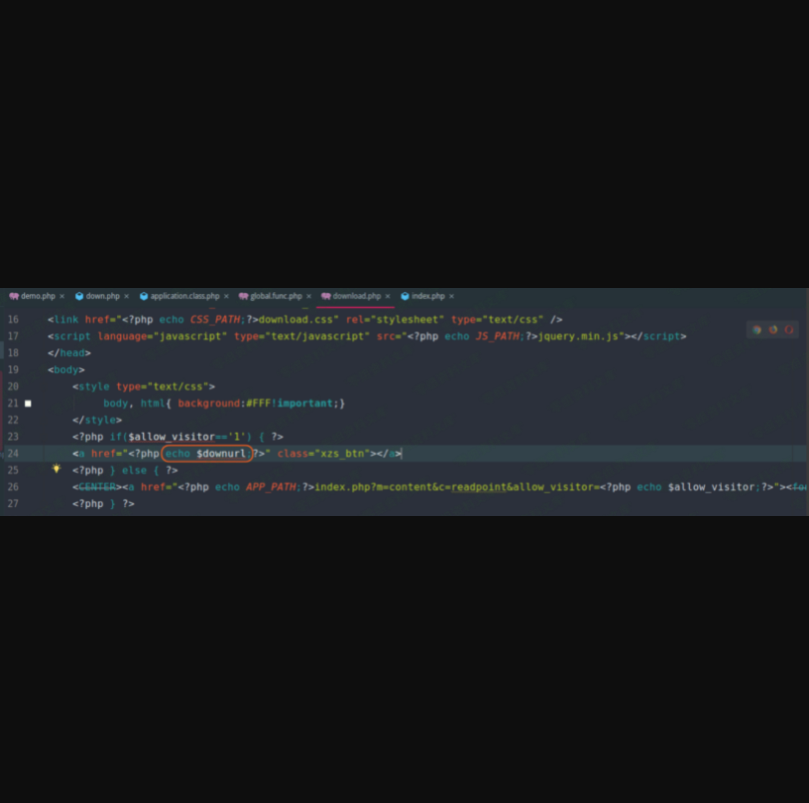 demo.php × down.php × application.class.php × global.func.php × download.php × index.php ×
16 <link href="<?php echo CSS_PATH;?>download.css" rel="stylesheet" type="text/css" />
17 <script language="javascript" type="text/javascript" src="<?php echo JS_PATH;?>jquery.min.js"></script>
18 </head>
19 <body>
20 <style type="text/css">
21 body, html{ background:#FFF!important;}
22 </style>
23 <?php if($allow_visitor=='1') { ?>
24 <a href="<?php echo $downurl;?>" class="xzs_btn"></a>
25 <?php } else { ?>
26 <CENTER><a href="<?php echo APP_PATH;?>index.php?m=content&c=readpoint&allow_visitor=<?php echo $allow_visitor;?>"><fo
27 <?php } ?>